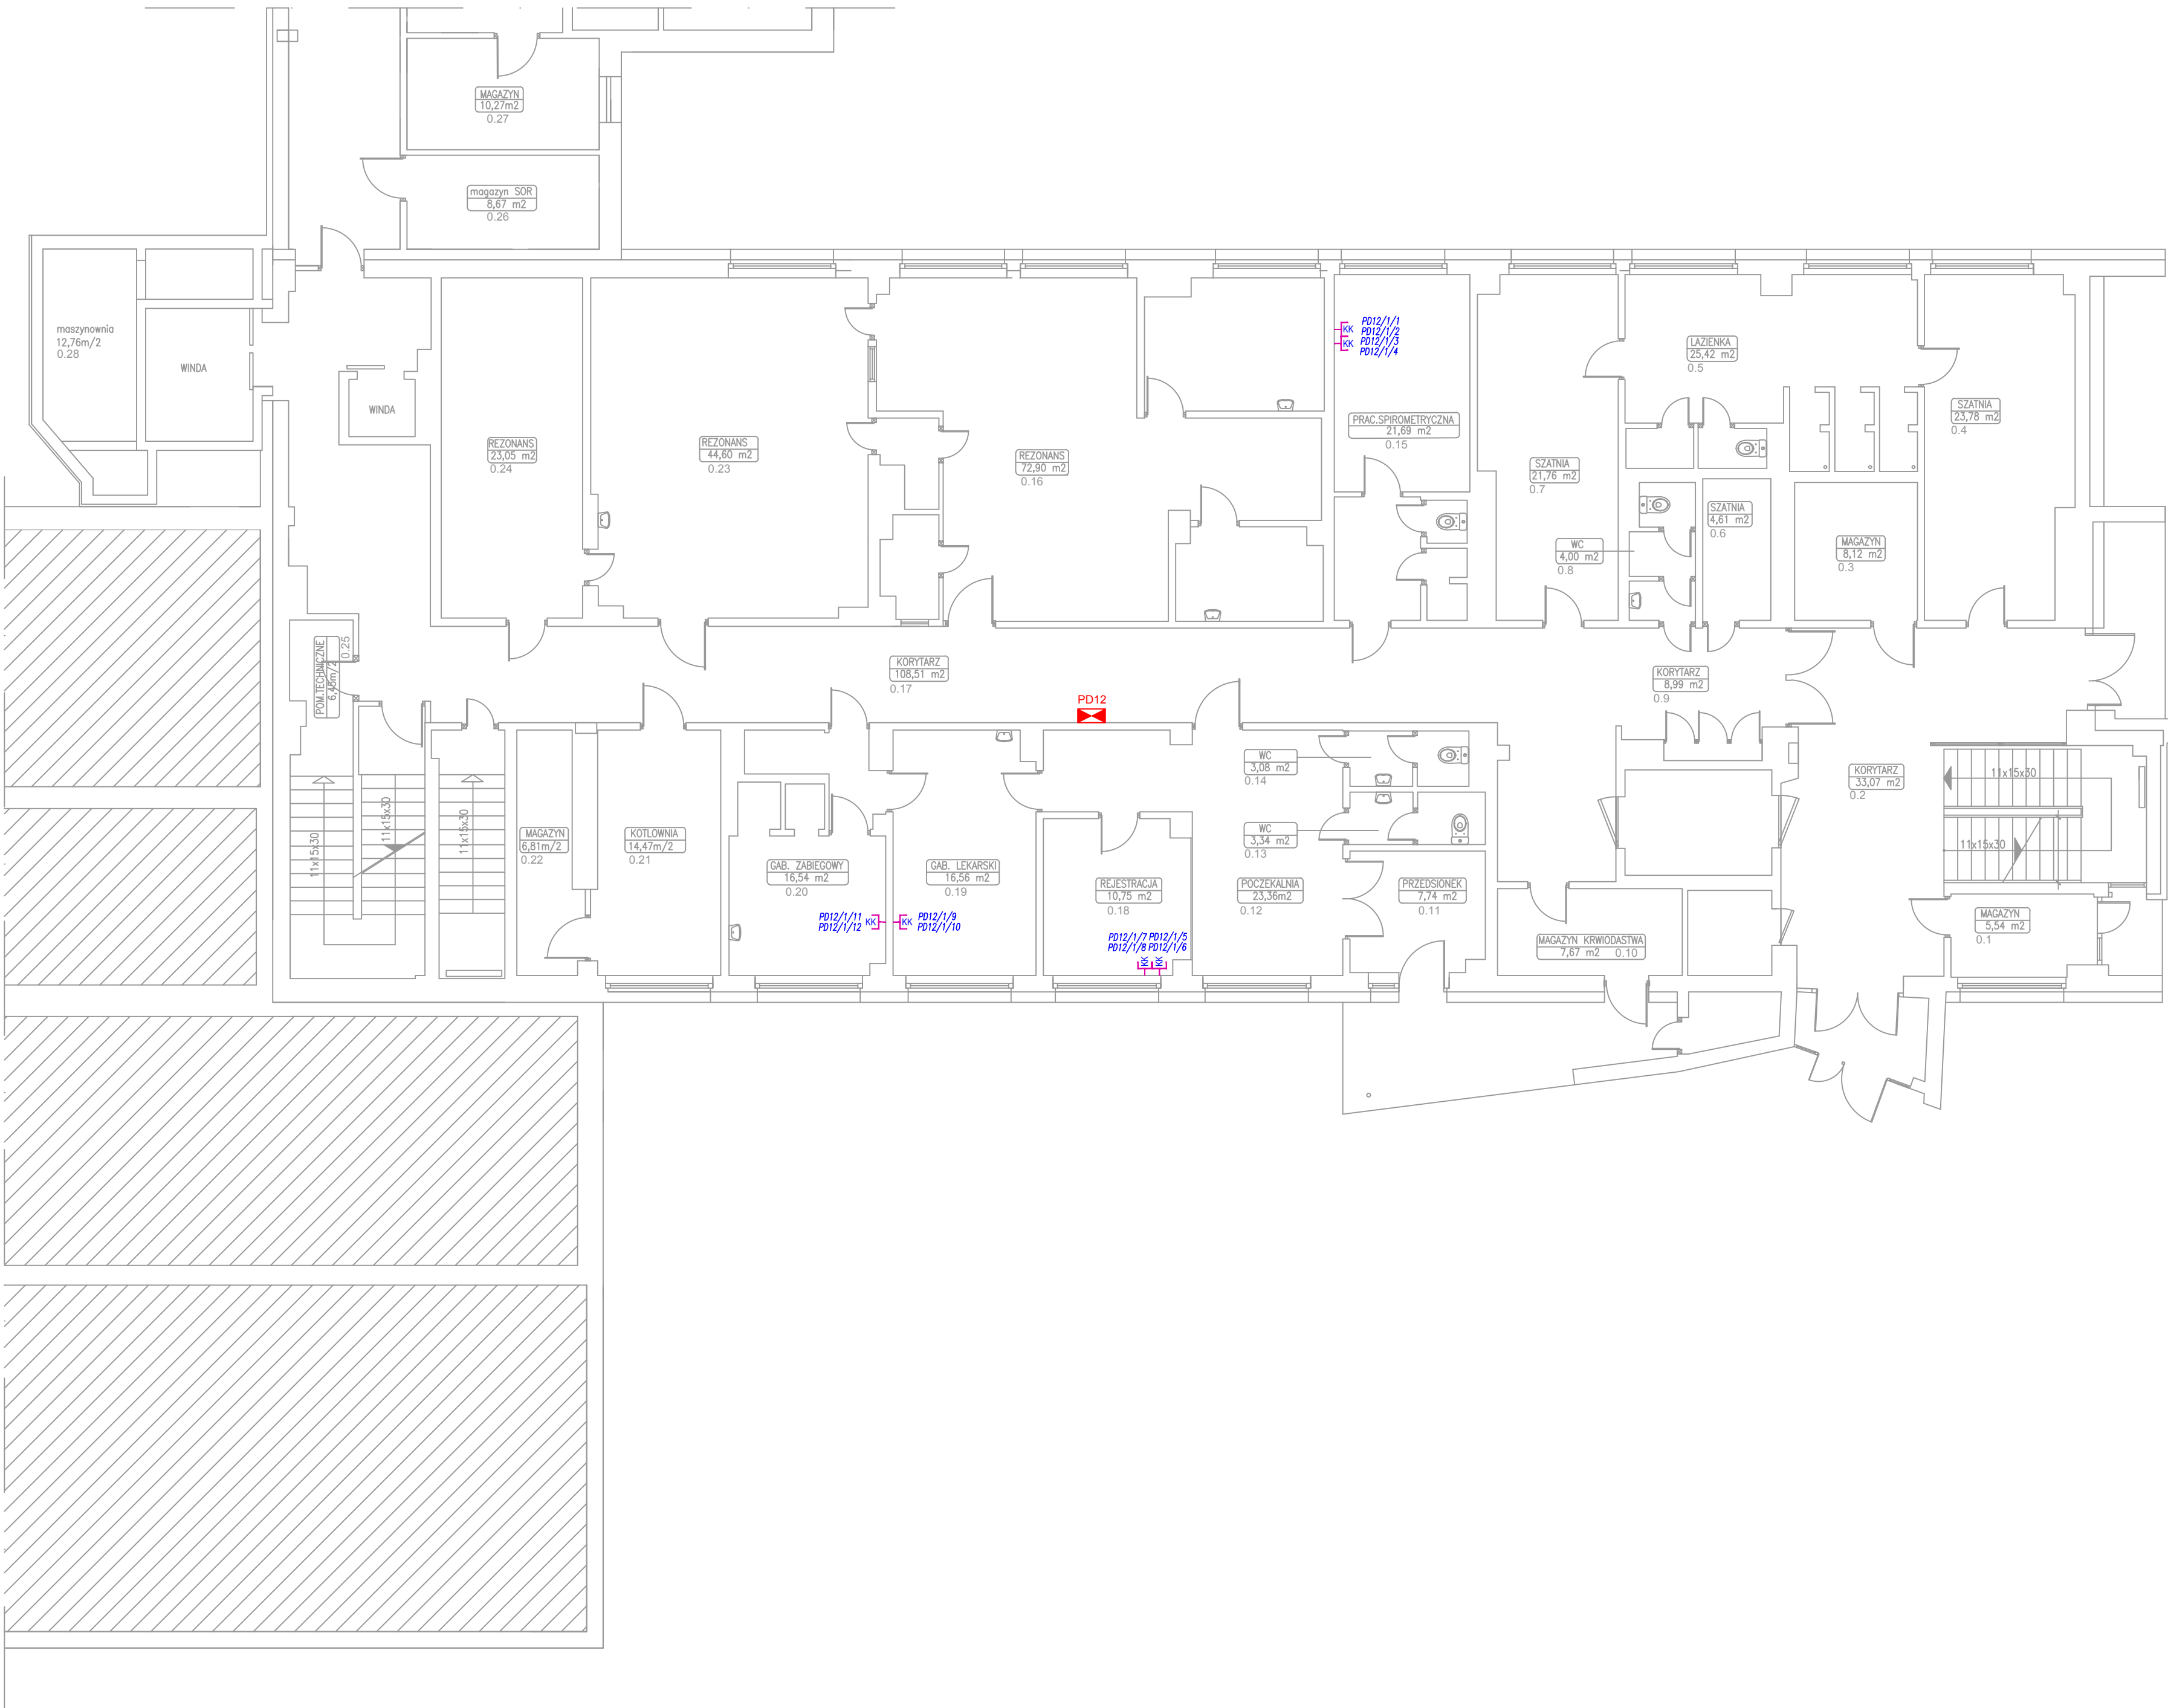 MAGAZYN
10,27m2
0.27
magazyn SOR
8,67 m2
0.26
maszynownia
12,76m/2
0.28
WINDA
WINDA
REZONANS
23,05 m2
0.24
REZONANS
44,60 m2
0.23
REZONANS
72,90 m2
0.16
KK PD12/1/1
PD12/1/2
KK PD12/1/3
PD12/1/4
PRAC.SPIROMETRYCZNA
21,69 m2
0.15
SZATNIA
21,76 m2
0.7
LAZIENKA
25,42 m2
0.5
SZATNIA
23,78 m2
0.4
SZATNIA
4,61 m2
0.6
WC
4,00 m2
0.8
MAGAZYN
8,12 m2
0.3
POM.TECHNICZNE
6,48m/2
0.25
KORYTARZ
108,51 m2
0.17
PD12
KORYTARZ
8,99 m2
0.9
KORYTARZ
33,07 m2
0.2
11x15x30
11x15x30
11x15x30
11x15x30
11x15x30
MAGAZYN
6,81m/2
0.22
KOTLOWNIA
14,47m/2
0.21
GAB. ZABIEGOWY
16,54 m2
0.20
GAB. LEKARSKI
16,56 m2
0.19
REJESTRACJA
10,75 m2
0.18
WC
3,08 m2
0.14
WC
3,34 m2
0.13
POCZEKALNIA
23,36m2
0.12
PRZEDSIONEK
7,74 m2
0.11
MAGAZYN KRWIODASTWA
7,67 m2 0.10
MAGAZYN
5,54 m2
0.1
PD12/1/11
PD12/1/12 KK
KK PD12/1/9
PD12/1/10
PD12/1/7 PD12/1/5
PD12/1/8 PD12/1/6
KK KK